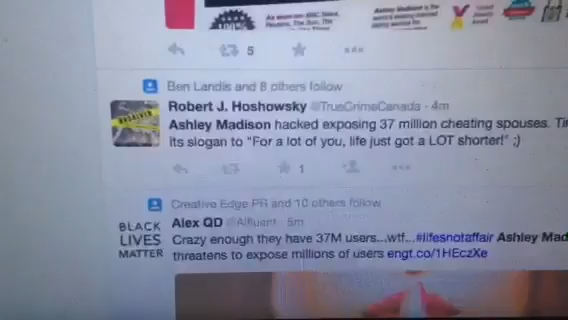 5
Ben Landis and 8 others follow
Robert J. Hoshowsky @TrueCrimeCanada · 4m
Ashley Madison hacked exposing 37 million cheating spouses.
Its slogan to "For a lot of you, life just got a LOT shorter!" ;)
1
Creative Edge PR and 10 others follow
BLACK
LIVES
MATTER
Alex QD @Alfluent · 5m
Crazy enough they have 37M users...wtf...#lifesnotaffair Ashley Mad
threatens to expose millions of users engt.co/1HEczXe